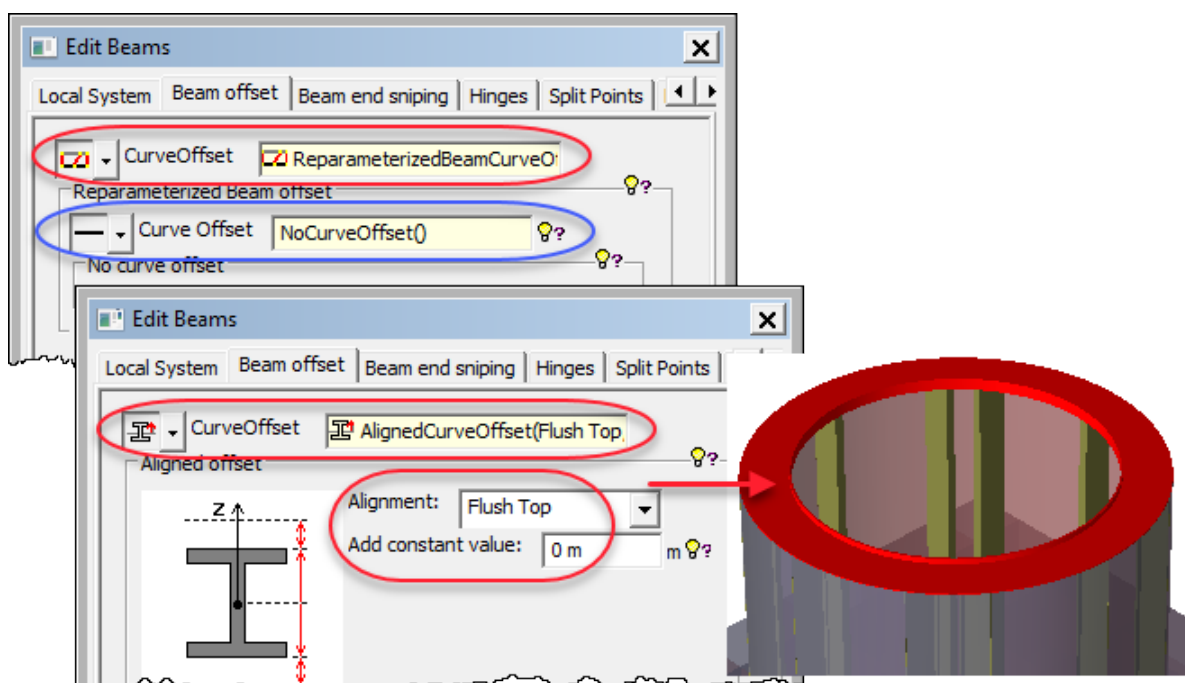 Edit Beams
Local System Beam offset Beam end sniping Hinges Split Points
CurveOffset ReparameterizedBeamCurveO
Reparameterized Beam offset
Curve Offset NoCurveOffset()
No curve offset
Edit Beams
Local System Beam offset Beam end sniping Hinges Split Points
CurveOffset AlignedCurveOffset(Flush Top,
Aligned offset
Z
Alignment: Flush Top
Add constant value: 0 m m